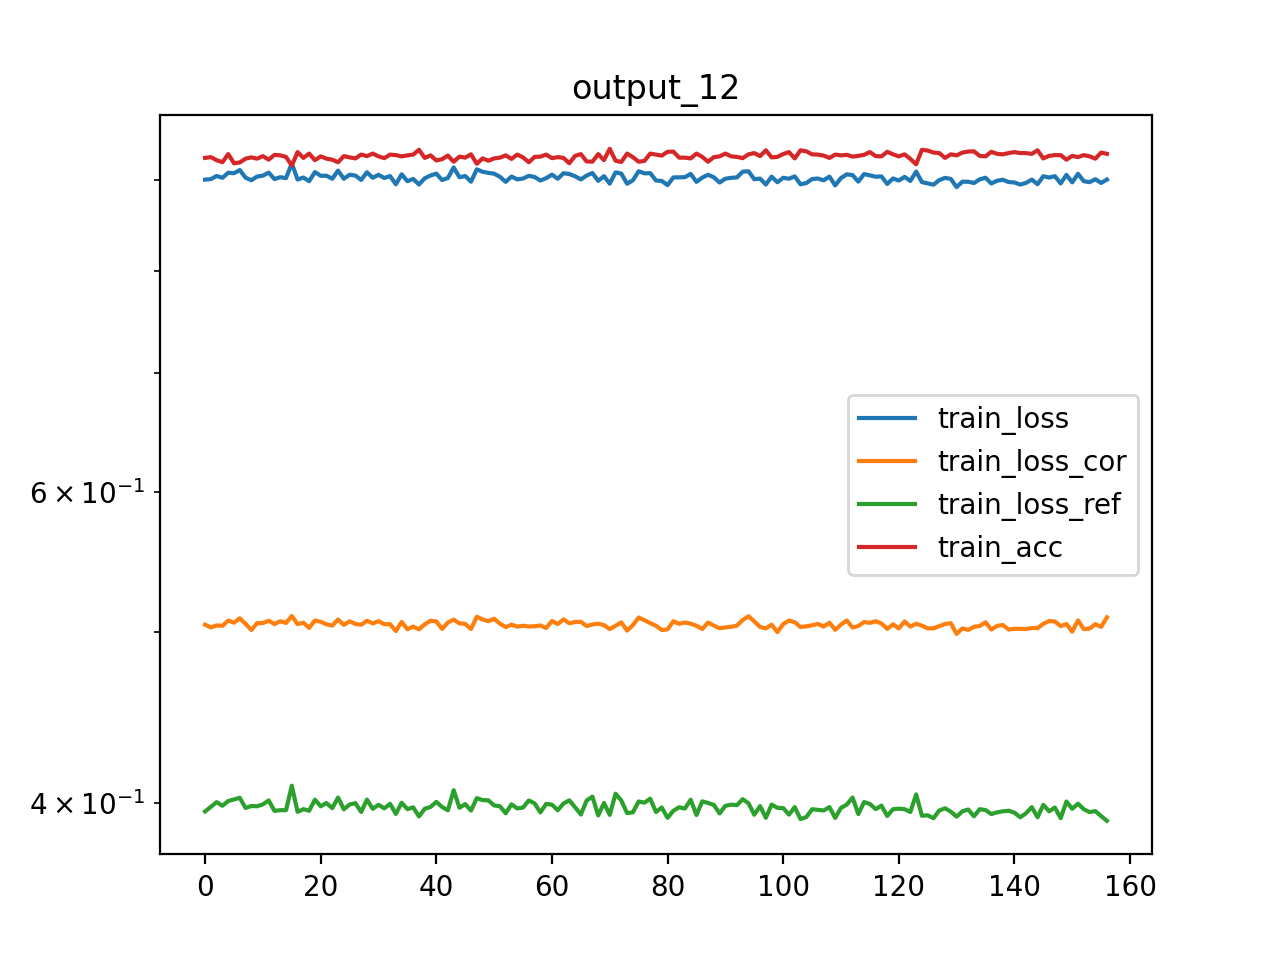 output_12
6 × 10⁻¹
4 × 10⁻¹
train_loss
train_loss_cor
train_loss_ref
train_acc
0 20 40 60 80 100 120 140 160